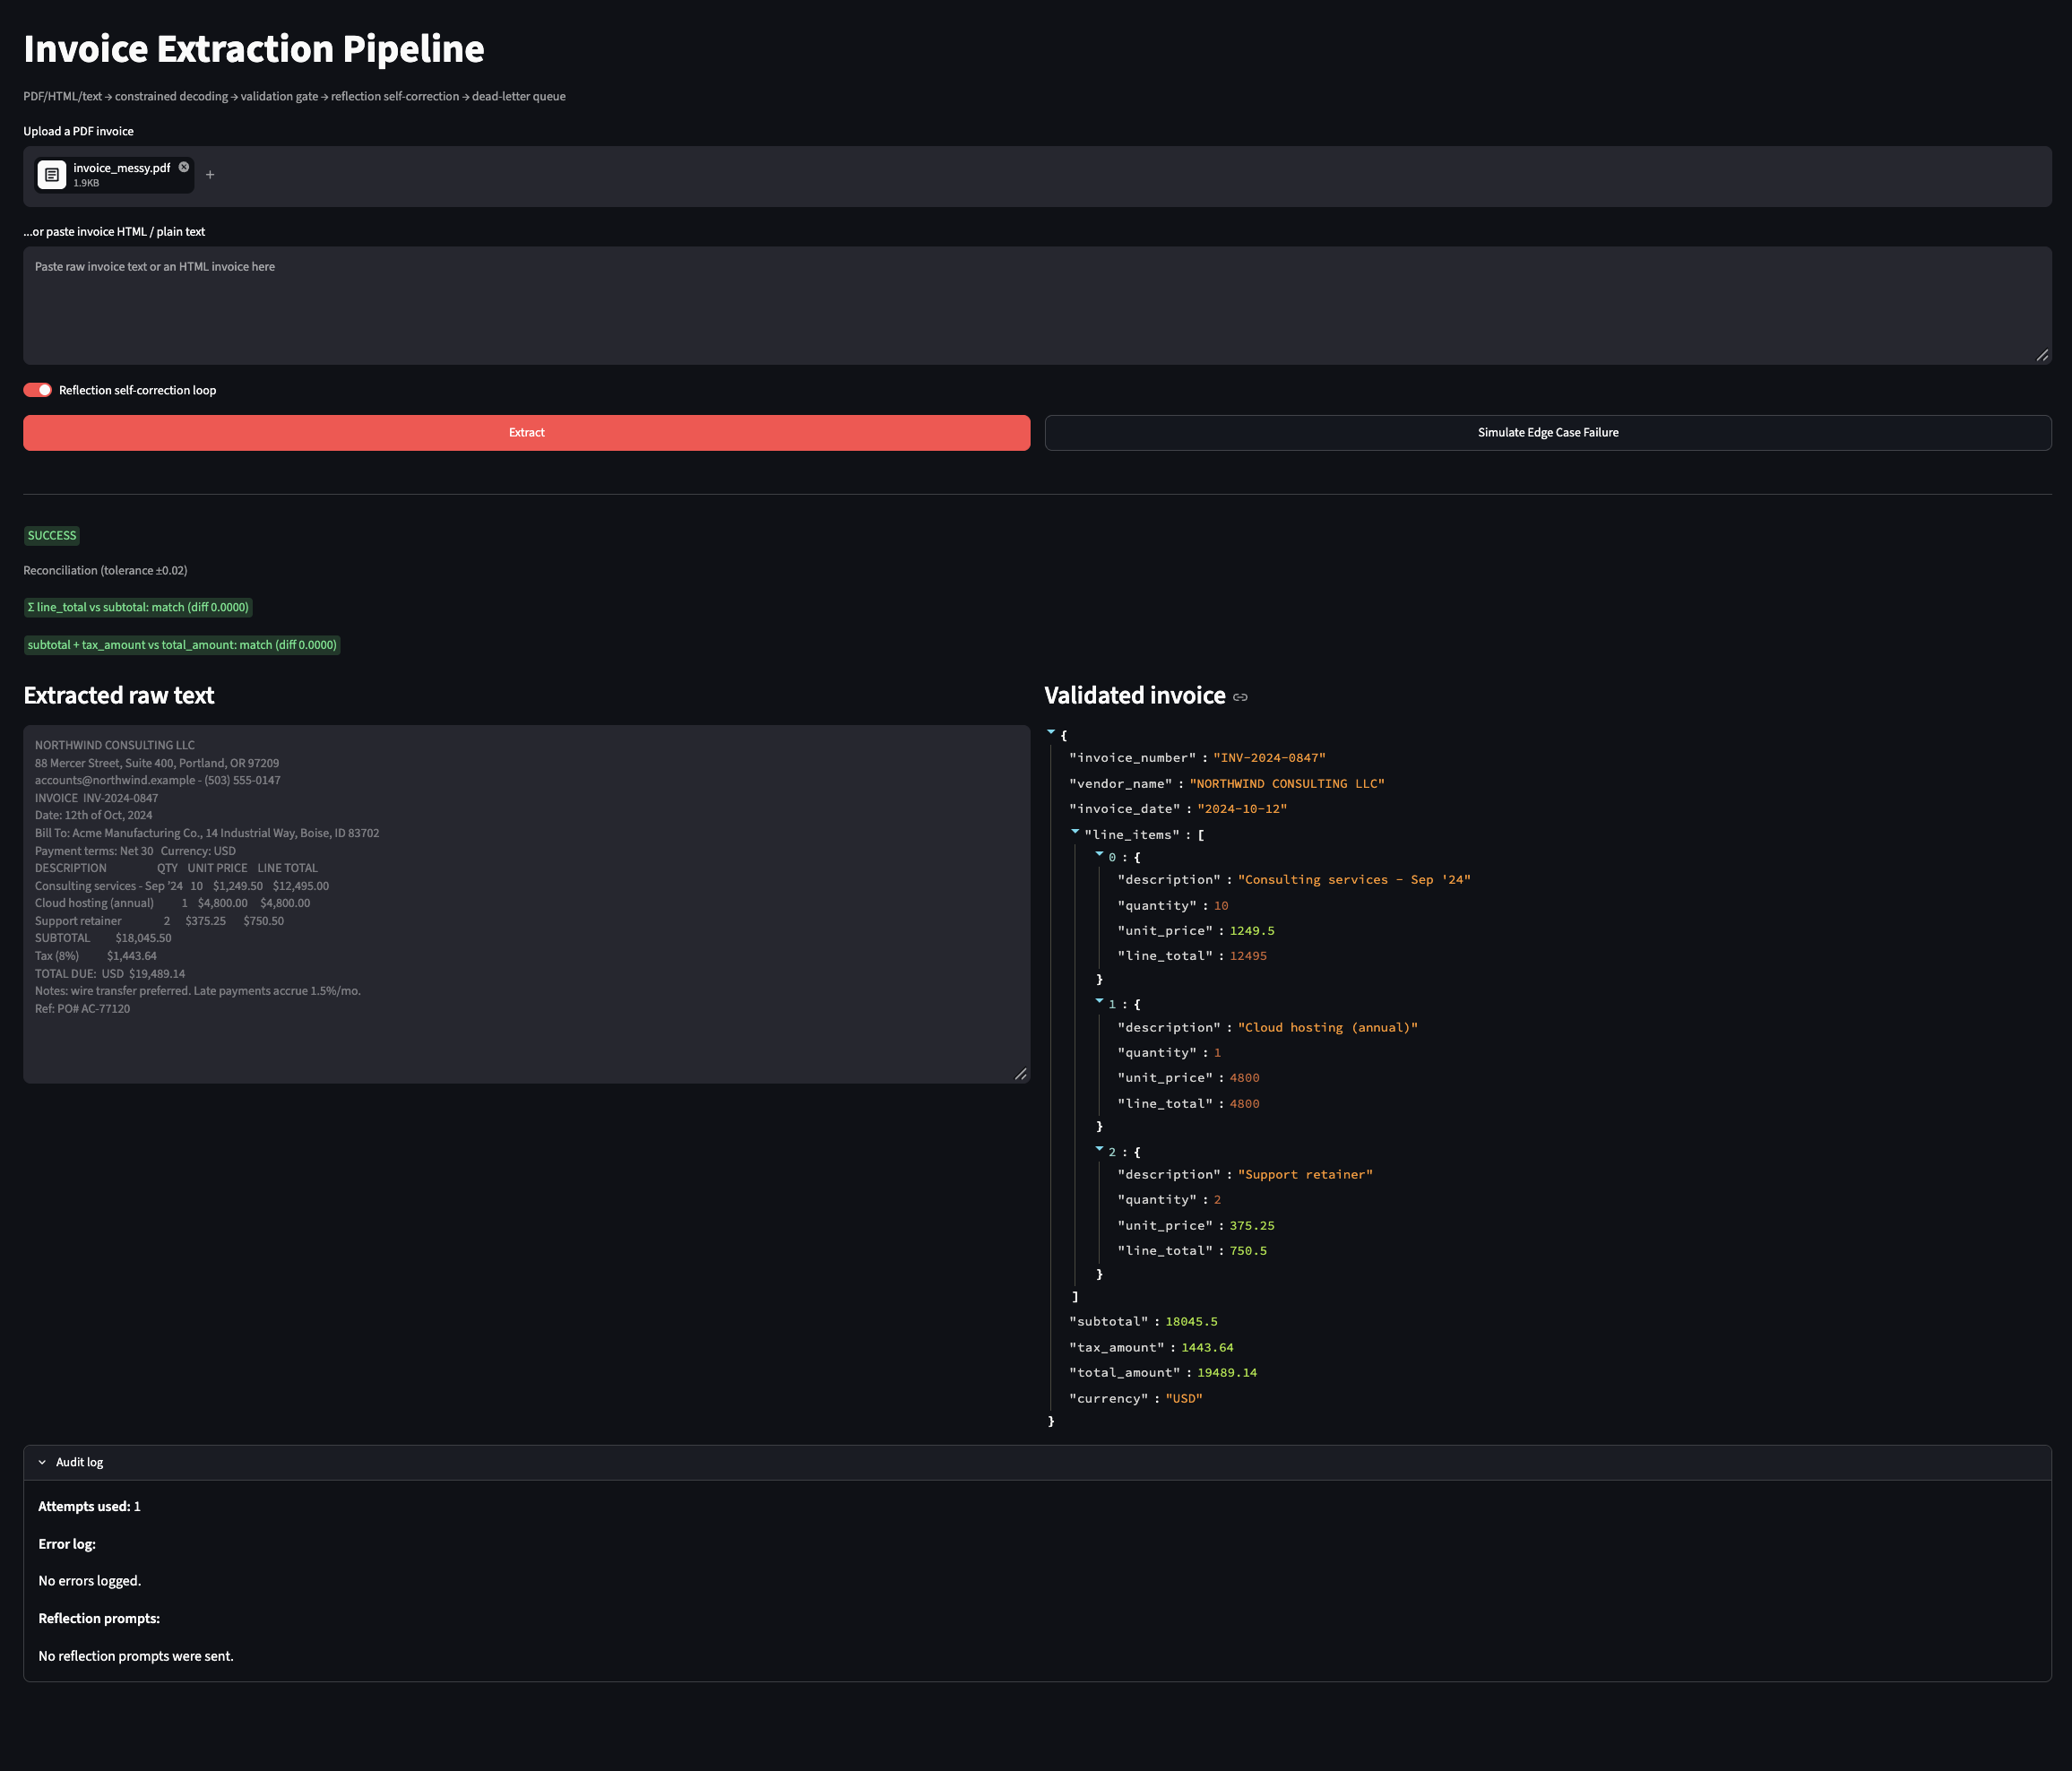 Invoice Extraction Pipeline
PDF/HTML/text → constrained decoding → validation gate → reflection self-correction → dead-letter queue
Upload a PDF invoice
invoice_messy.pdf
1.9KB
...or paste invoice HTML / plain text
Paste raw invoice text or an HTML invoice here
Reflection self-correction loop
Extract
Simulate Edge Case Failure
SUCCESS
Reconciliation (tolerance ±0.02)
Σ line_total vs subtotal: match (diff 0.0000)
subtotal + tax_amount vs total_amount: match (diff 0.0000)
Extracted raw text
NORTHWIND CONSULTING LLC
88 Mercer Street, Suite 400, Portland, OR 97209
accounts@northwind.example - (503) 555-0147
INVOICE INV-2024-0847
Date: 12th of Oct, 2024
Bill To: Acme Manufacturing Co., 14 Industrial Way, Boise, ID 83702
Payment terms: Net 30 Currency: USD
DESCRIPTION QTY UNIT PRICE LINE TOTAL
Consulting services - Sep '24 10 $1,249.50 $12,495.00
Cloud hosting (annual) 1 $4,800.00 $4,800.00
Support retainer 2 $375.25 $750.50
SUBTOTAL $18,045.50
Tax (8%) $1,443.64
TOTAL DUE: USD $19,489.14
Notes: wire transfer preferred. Late payments accrue 1.5%/mo.
Ref: PO# AC-77120
Validated invoice
{
"invoice_number" : "INV-2024-0847"
"vendor_name" : "NORTHWIND CONSULTING LLC"
"invoice_date" : "2024-10-12"
"line_items" : [
0 : {
"description" : "Consulting services - Sep '24"
"quantity" : 10
"unit_price" : 1249.5
"line_total" : 12495
}
1 : {
"description" : "Cloud hosting (annual)"
"quantity" : 1
"unit_price" : 4800
"line_total" : 4800
}
2 : {
"description" : "Support retainer"
"quantity" : 2
"unit_price" : 375.25
"line_total" : 750.5
}
]
"subtotal" : 18045.5
"tax_amount" : 1443.64
"total_amount" : 19489.14
"currency" : "USD"
}
Audit log
Attempts used: 1
Error log:
No errors logged.
Reflection prompts:
No reflection prompts were sent.